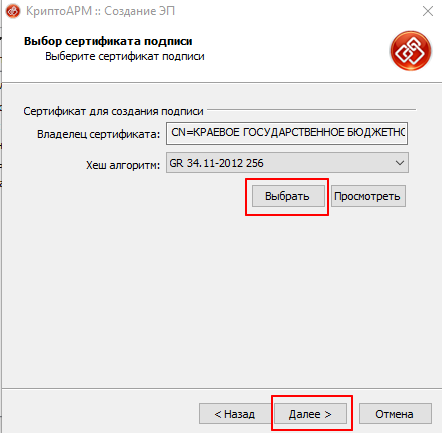 КриптоАРМ :: Создание ЭП
Выбор сертификата подписи
Выберите сертификат подписи
Сертификат для создания подписи
Владелец сертификата: CN=КРАЕВОЕ ГОСУДАРСТВЕННОЕ БЮДЖЕТНО
Хеш алгоритм: GR 34.11-2012 256
Выбрать Просмотреть
< Назад Далее > Отмена